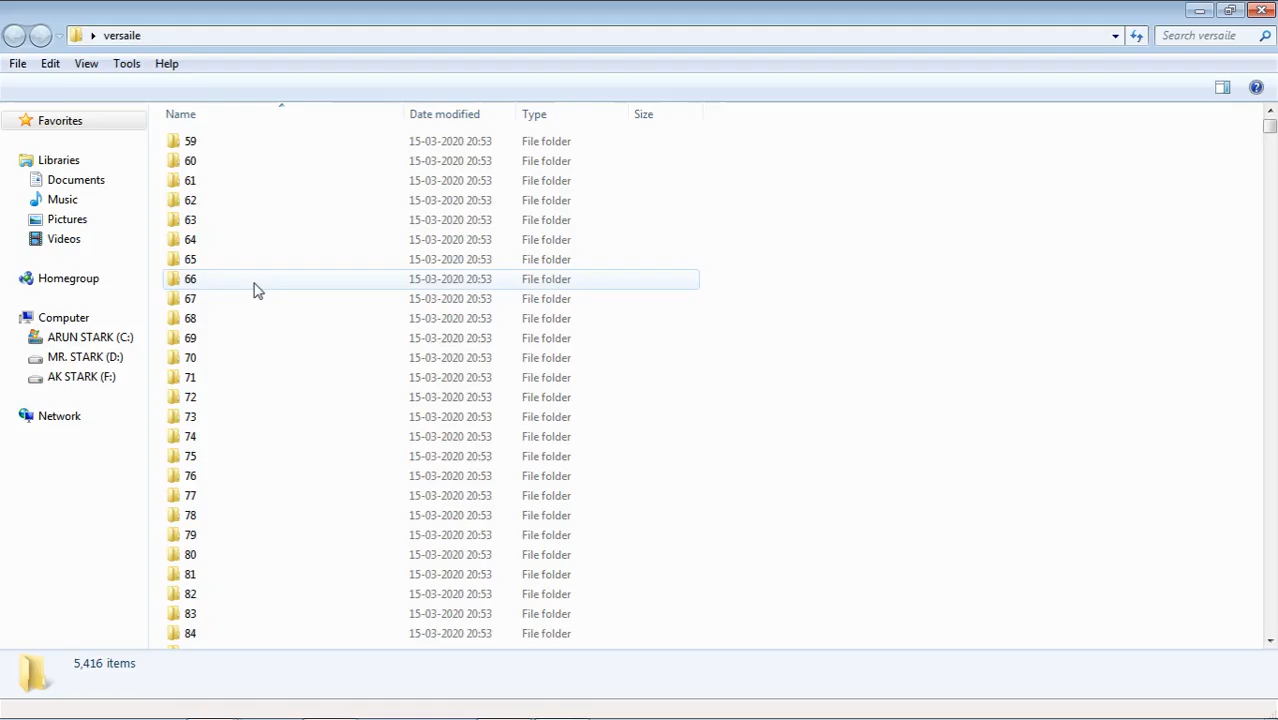 versaile
Search versaile
File Edit View Tools Help
Name Date modified Type Size
Favorites
Libraries
Documents
Music
Pictures
Videos
Homegroup
Computer
ARUN STARK (C:)
MR. STARK (D:)
AK STARK (F:)
Network
59 15-03-2020 20:53 File folder
60 15-03-2020 20:53 File folder
61 15-03-2020 20:53 File folder
62 15-03-2020 20:53 File folder
63 15-03-2020 20:53 File folder
64 15-03-2020 20:53 File folder
65 15-03-2020 20:53 File folder
66 15-03-2020 20:53 File folder
67 15-03-2020 20:53 File folder
68 15-03-2020 20:53 File folder
69 15-03-2020 20:53 File folder
70 15-03-2020 20:53 File folder
71 15-03-2020 20:53 File folder
72 15-03-2020 20:53 File folder
73 15-03-2020 20:53 File folder
74 15-03-2020 20:53 File folder
75 15-03-2020 20:53 File folder
76 15-03-2020 20:53 File folder
77 15-03-2020 20:53 File folder
78 15-03-2020 20:53 File folder
79 15-03-2020 20:53 File folder
80 15-03-2020 20:53 File folder
81 15-03-2020 20:53 File folder
82 15-03-2020 20:53 File folder
83 15-03-2020 20:53 File folder
84 15-03-2020 20:53 File folder
5,416 items